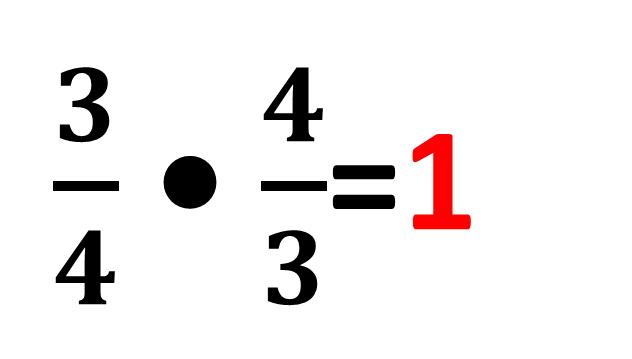 3/4 • 4/3 = 1